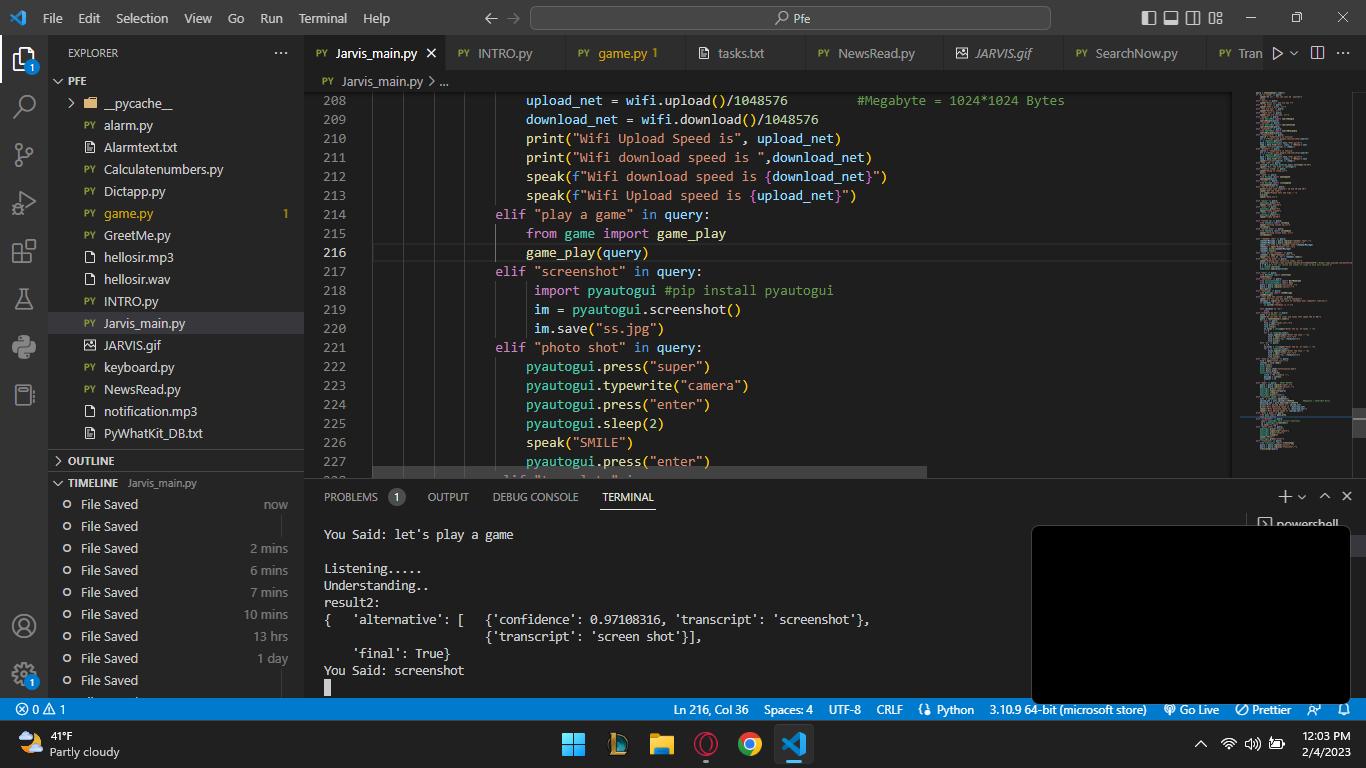 File Edit Selection View Go Run Terminal Help
Pfe
EXPLORER
PFE
__pycache__
alarm.py
Alarmtext.txt
Calculatenumbers.py
Dictapp.py
game.py 1
GreetMe.py
hellosir.mp3
hellosir.wav
INTRO.py
Jarvis_main.py
JARVIS.gif
keyboard.py
NewsRead.py
notification.mp3
PyWhatKit_DB.txt
OUTLINE
TIMELINE Jarvis_main.py
File Saved now
File Saved
File Saved 2 mins
File Saved 6 mins
File Saved 7 mins
File Saved 10 mins
File Saved 13 hrs
File Saved 1 day
File Saved
Jarvis_main.py INTRO.py game.py 1 tasks.txt NewsRead.py JARVIS.gif SearchNow.py Tran
Jarvis_main.py > ...
208 upload_net = wifi.upload()/1048576 #Megabyte = 1024*1024 Bytes
209 download_net = wifi.download()/1048576
210 print("Wifi Upload Speed is", upload_net)
211 print("Wifi download speed is ",download_net)
212 speak(f"Wifi download speed is {download_net}")
213 speak(f"Wifi Upload speed is {upload_net}")
214 elif "play a game" in query:
215 from game import game_play
216 game_play(query)
217 elif "screenshot" in query:
218 import pyautogui #pip install pyautogui
219 im = pyautogui.screenshot()
220 im.save("ss.jpg")
221 elif "photo shot" in query:
222 pyautogui.press("super")
223 pyautogui.typewrite("camera")
224 pyautogui.press("enter")
225 pyautogui.sleep(2)
226 speak("SMILE")
227 pyautogui.press("enter")
PROBLEMS 1 OUTPUT DEBUG CONSOLE TERMINAL
powershell
You Said: let's play a game
Listening.....
Understanding..
result2:
{ 'alternative': [ {'confidence': 0.97108316, 'transcript': 'screenshot'},
{'transcript': 'screen shot'}],
'final': True}
You Said: screenshot
0 1 Ln 216, Col 36 Spaces: 4 UTF-8 CRLF Python 3.10.9 64-bit (microsoft store) Go Live Prettier
41°F
Partly cloudy
12:03 PM
2/4/2023